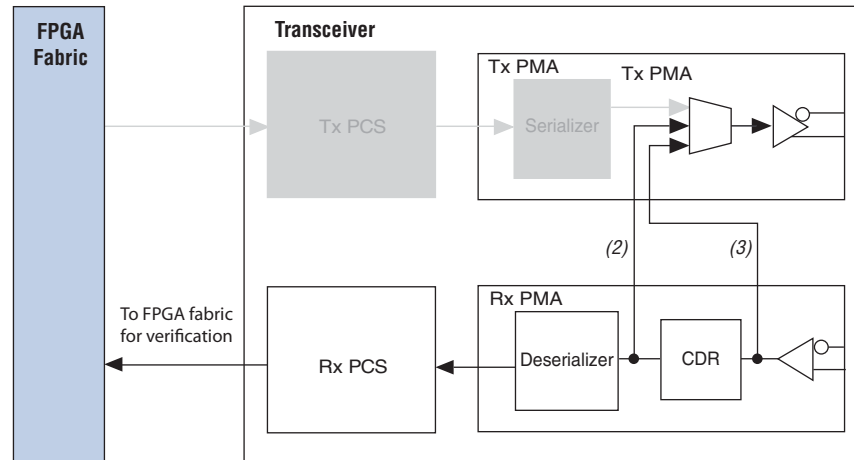 FPGA
Fabric
Transceiver
Tx PMA
Tx PMA
Tx PCS
Serializer
(2)
(3)
To FPGA fabric
for verification
Rx PMA
Rx PCS
Deserializer
CDR